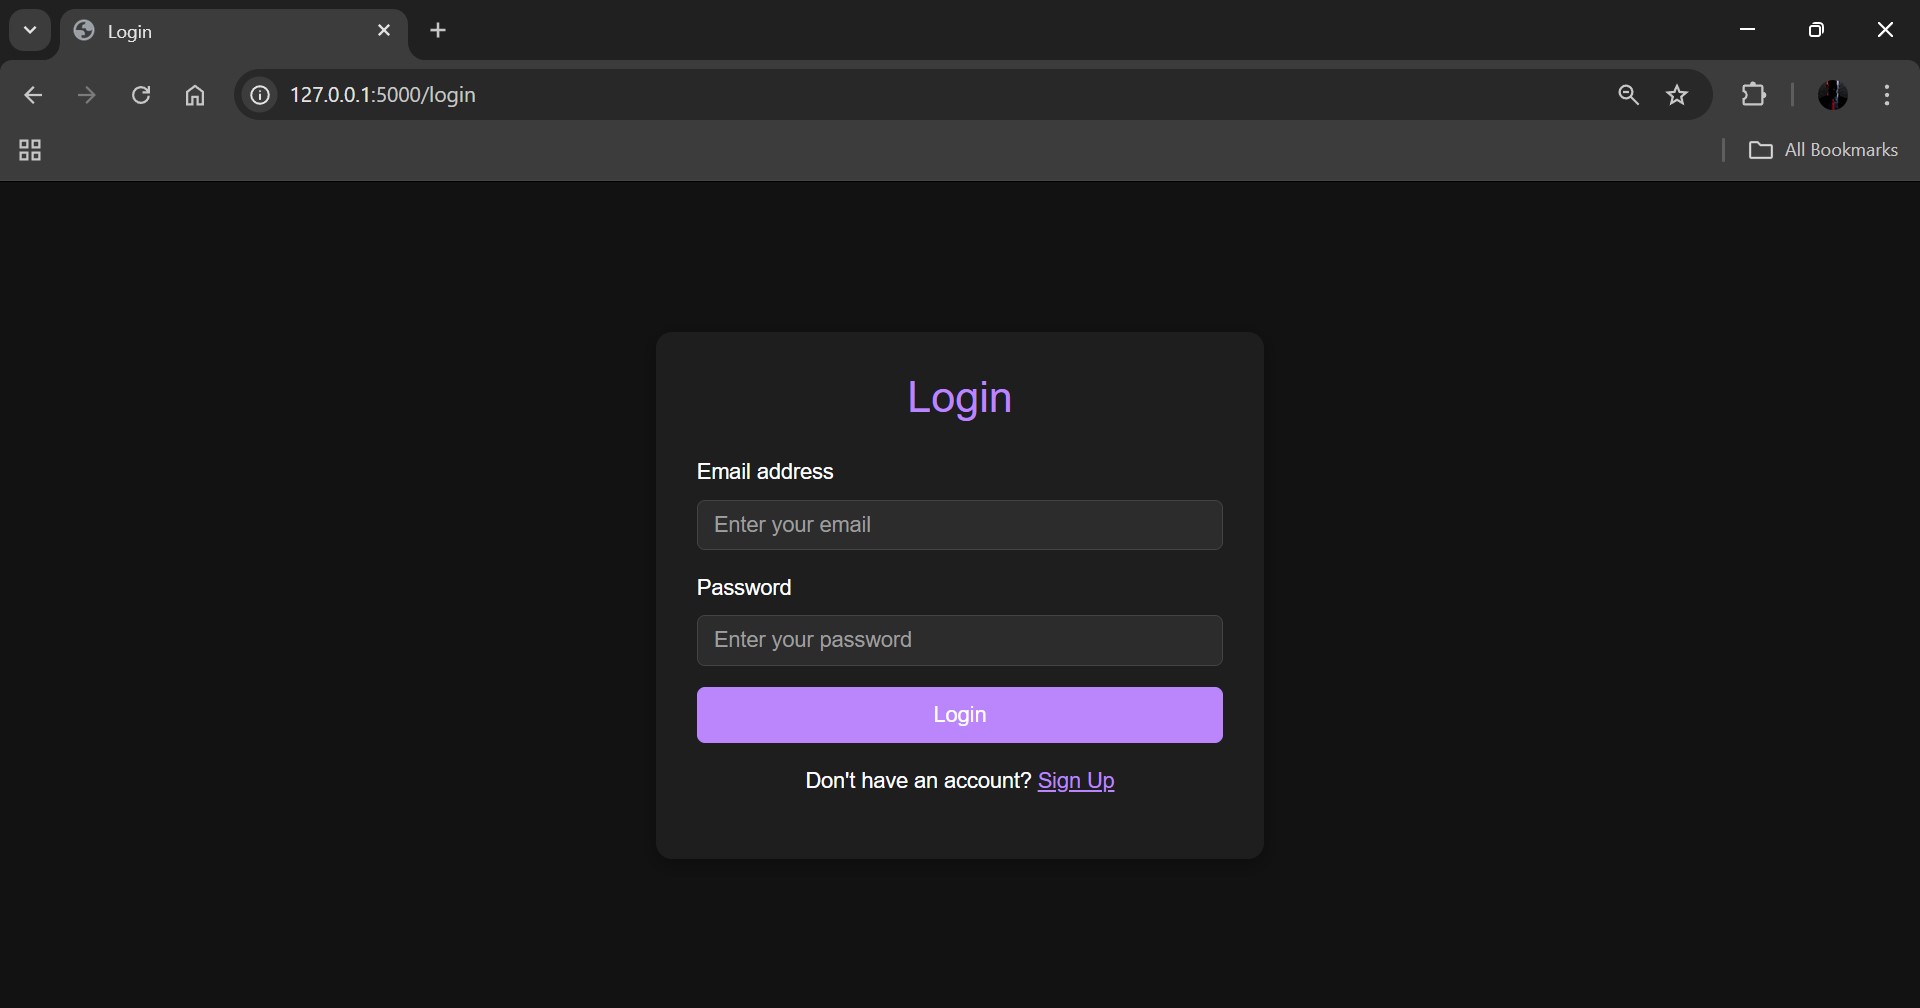 Login
127.0.0.1:5000/login
All Bookmarks
Login
Email address
Enter your email
Password
Enter your password
Login
Don't have an account? Sign Up